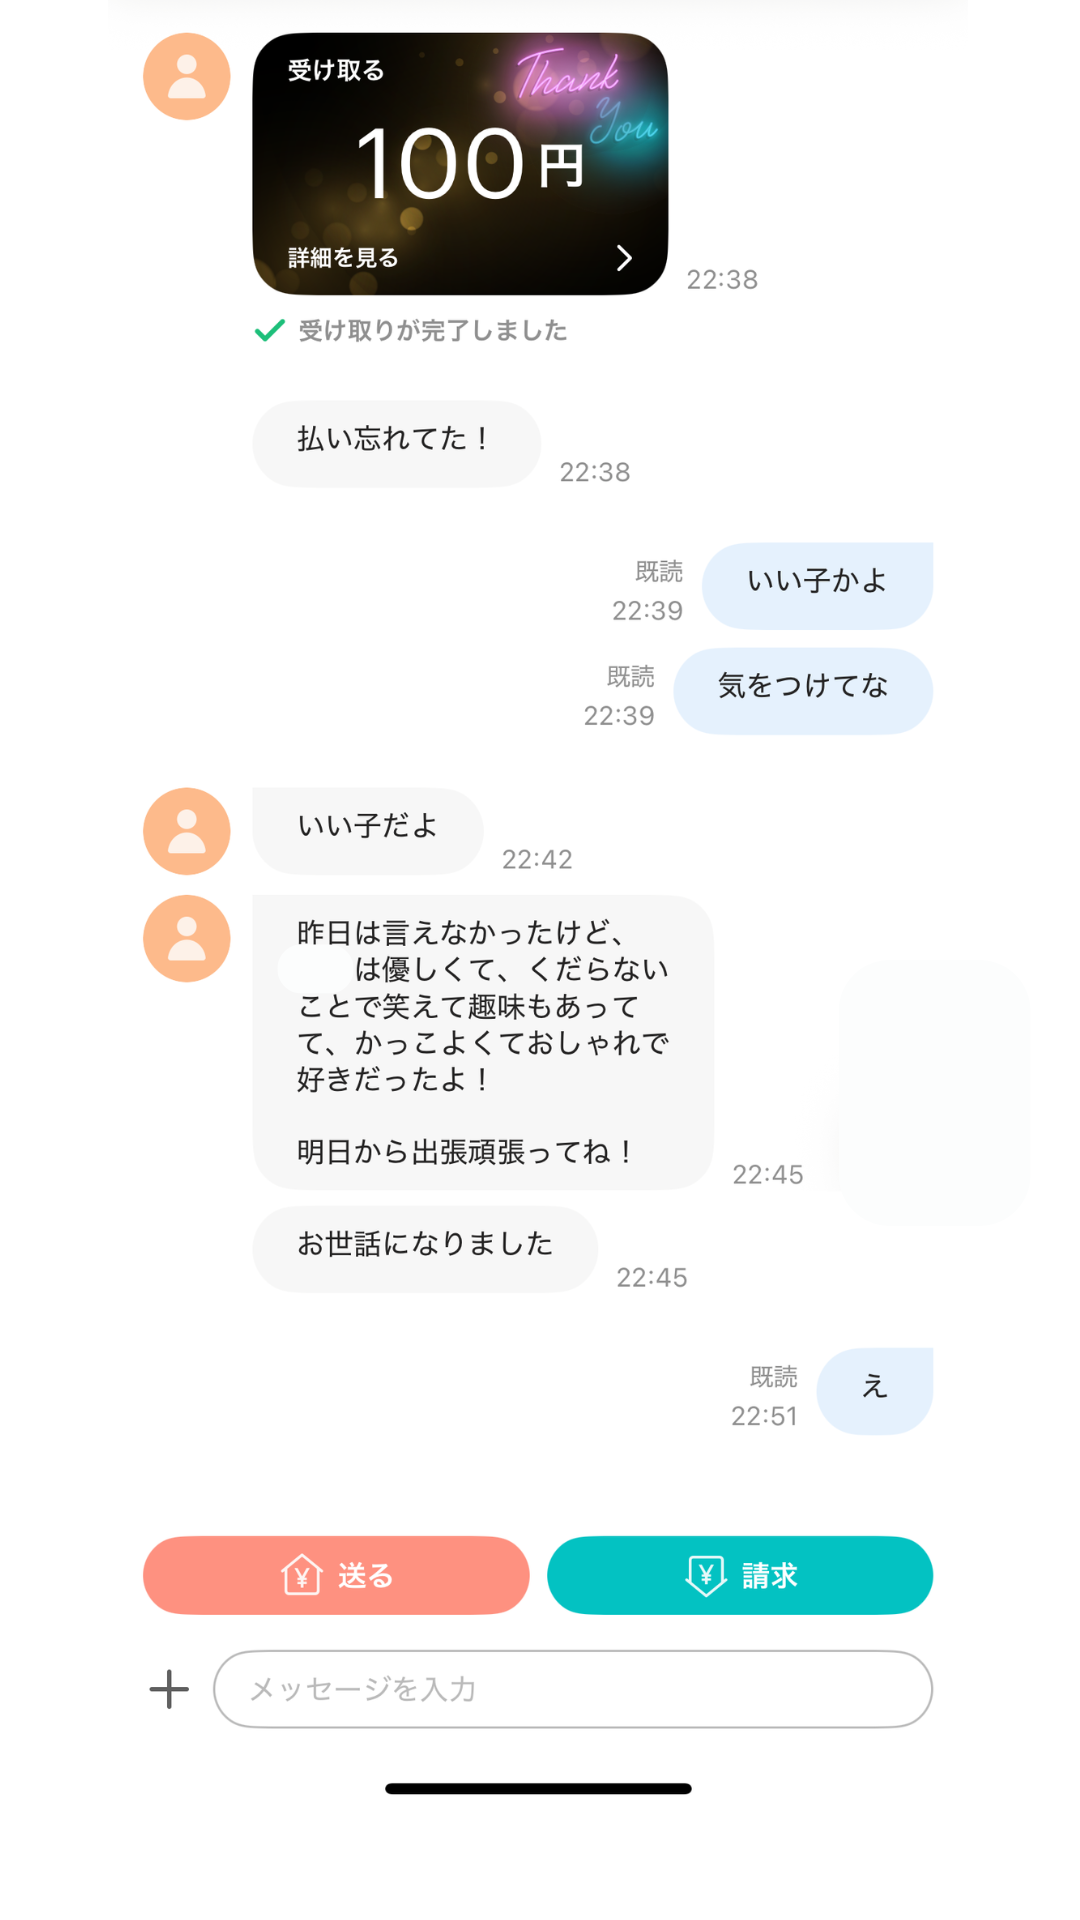 受け取る
Thank
You
100円
詳細を見る
22:38
受け取りが完了しました
払い忘れてた！
22:38
既読
22:39
いい子かよ
既読
22:39
気をつけてな
いい子だよ
22:42
昨日は言えなかったけど、
は優しくて、くだらない
ことで笑えて趣味もあって
て、かっこよくておしゃれで
好きだったよ！
明日から出張頑張ってね！
22:45
お世話になりました
22:45
既読
22:51
え
¥ 送る
¥ 請求
メッセージを入力